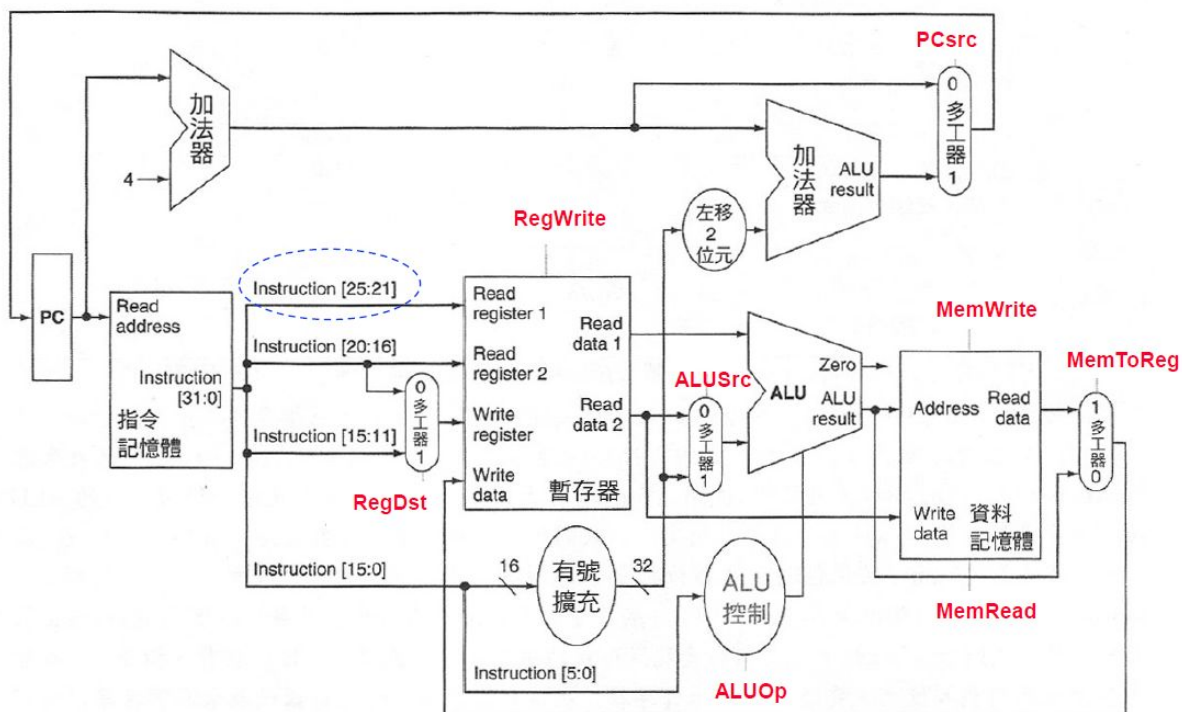 PCsrc
加法器
4
加法器
ALU
result
0
多工器
1
左移
2
位元
RegWrite
PC
Read
address
Instruction
[31:0]
指令
記憶體
Instruction [25:21]
Instruction [20:16]
Instruction [15:11]
0
多工器
1
RegDst
Read
register 1
Read
register 2
Write
register
Write
data
Read
data 1
Read
data 2
暫存器
ALUSrc
0
多工器
1
ALU
Zero
ALU
result
MemWrite
Address
Read
data
Write
data
資料
記憶體
MemRead
MemToReg
1
多工器
0
Instruction [15:0]
16
有號
擴充
32
ALU
控制
Instruction [5:0]
ALUOp